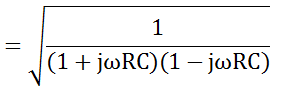 = √(1 / ((1 + jωRC)(1 − jωRC)))